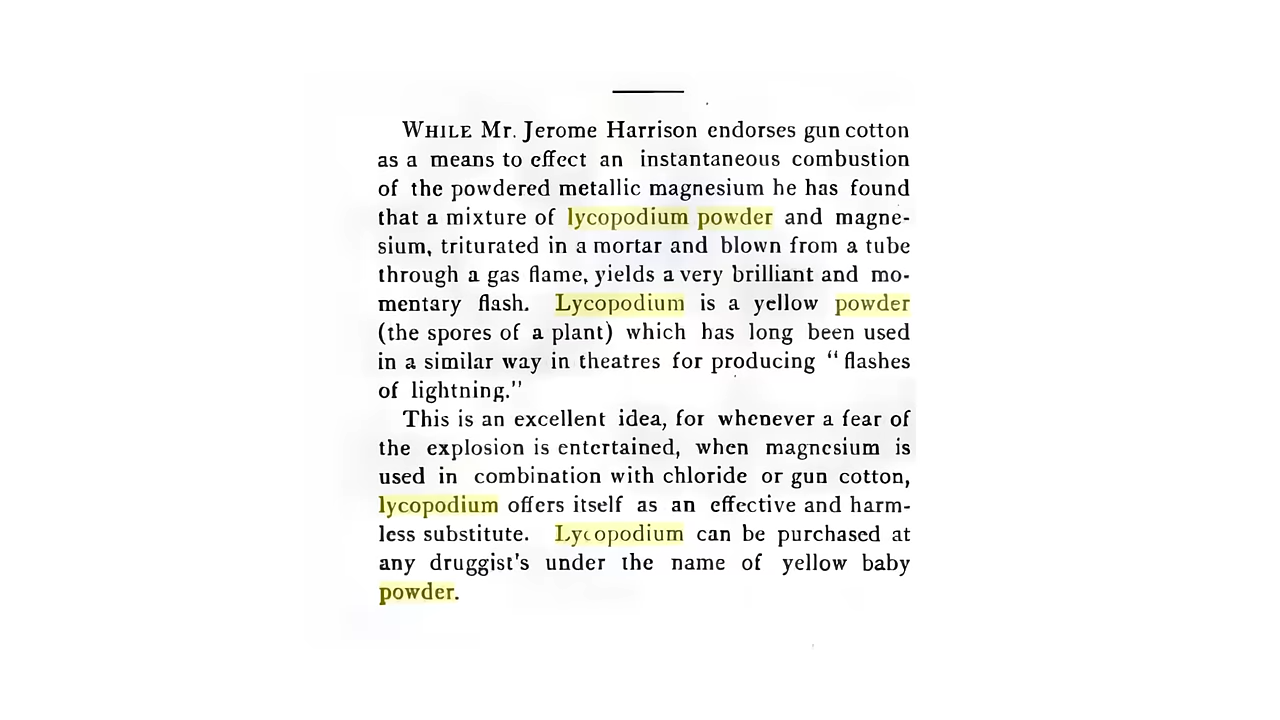 WHILE Mr. Jerome Harrison endorses gun cotton
as a means to effect an instantaneous combustion
of the powdered metallic magnesium he has found
that a mixture of lycopodium powder and magne-
sium, triturated in a mortar and blown from a tube
through a gas flame, yields a very brilliant and mo-
mentary flash. Lycopodium is a yellow powder
(the spores of a plant) which has long been used
in a similar way in theatres for producing "flashes
of lightning."
This is an excellent idea, for whenever a fear of
the explosion is entertained, when magnesium is
used in combination with chloride or gun cotton,
lycopodium offers itself as an effective and harm-
less substitute. Lycopodium can be purchased at
any druggist's under the name of yellow baby
powder.